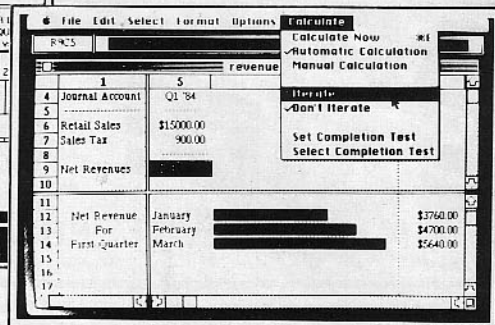 File Edit Select Format Options Calculate
R9C5
revenue
Calculate Now ⌘E
✓Automatic Calculation
Manual Calculation
Iterate
✓Don't Iterate
Set Completion Test
Select Completion Test
1 5
4 Journal Account Q1 '84
5
6 Retail Sales $15000.00
7 Sales Tax 900.00
8
9 Net Revenues
10
11
12 Net Revenue January $3760.00
13 For February $4700.00
14 First Quarter March $5640.00
15
16
17